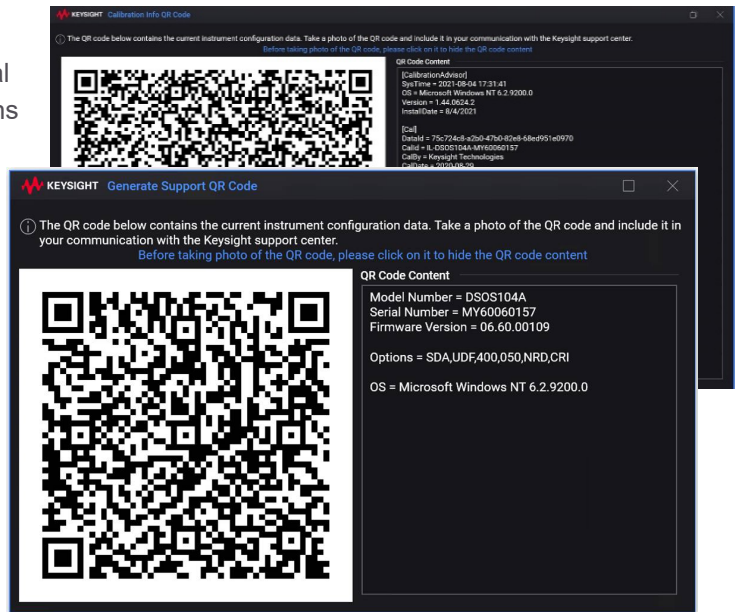 KEYSIGHT Calibration Info QR Code
The QR code below contains the current instrument configuration data. Take a photo of the QR code and include it in your communication with the Keysight support center.
Before taking photo of the QR code, please click on it to hide the QR code content
QR Code Content
[CalibrationAdvisor]
SysTime = 2021-08-04 17:31:41
OS = Microsoft Windows NT 6.2.9200.0
Version = 1.44.0624.2
InstallDate = 8/4/2021
[Cal]
DataId = 75c724c8-a2b0-47b0-82e8-68ed951e0970
CalId = IL-DSOS104A-MY60060157
CalBy = Keysight Technologies
CalDate = 2020-08-29
KEYSIGHT Generate Support QR Code
The QR code below contains the current instrument configuration data. Take a photo of the QR code and include it in
your communication with the Keysight support center.
Before taking photo of the QR code, please click on it to hide the QR code content
QR Code Content
Model Number = DSOS104A
Serial Number = MY60060157
Firmware Version = 06.60.00109
Options = SDA,UDF,400,050,NRD,CRI
OS = Microsoft Windows NT 6.2.9200.0